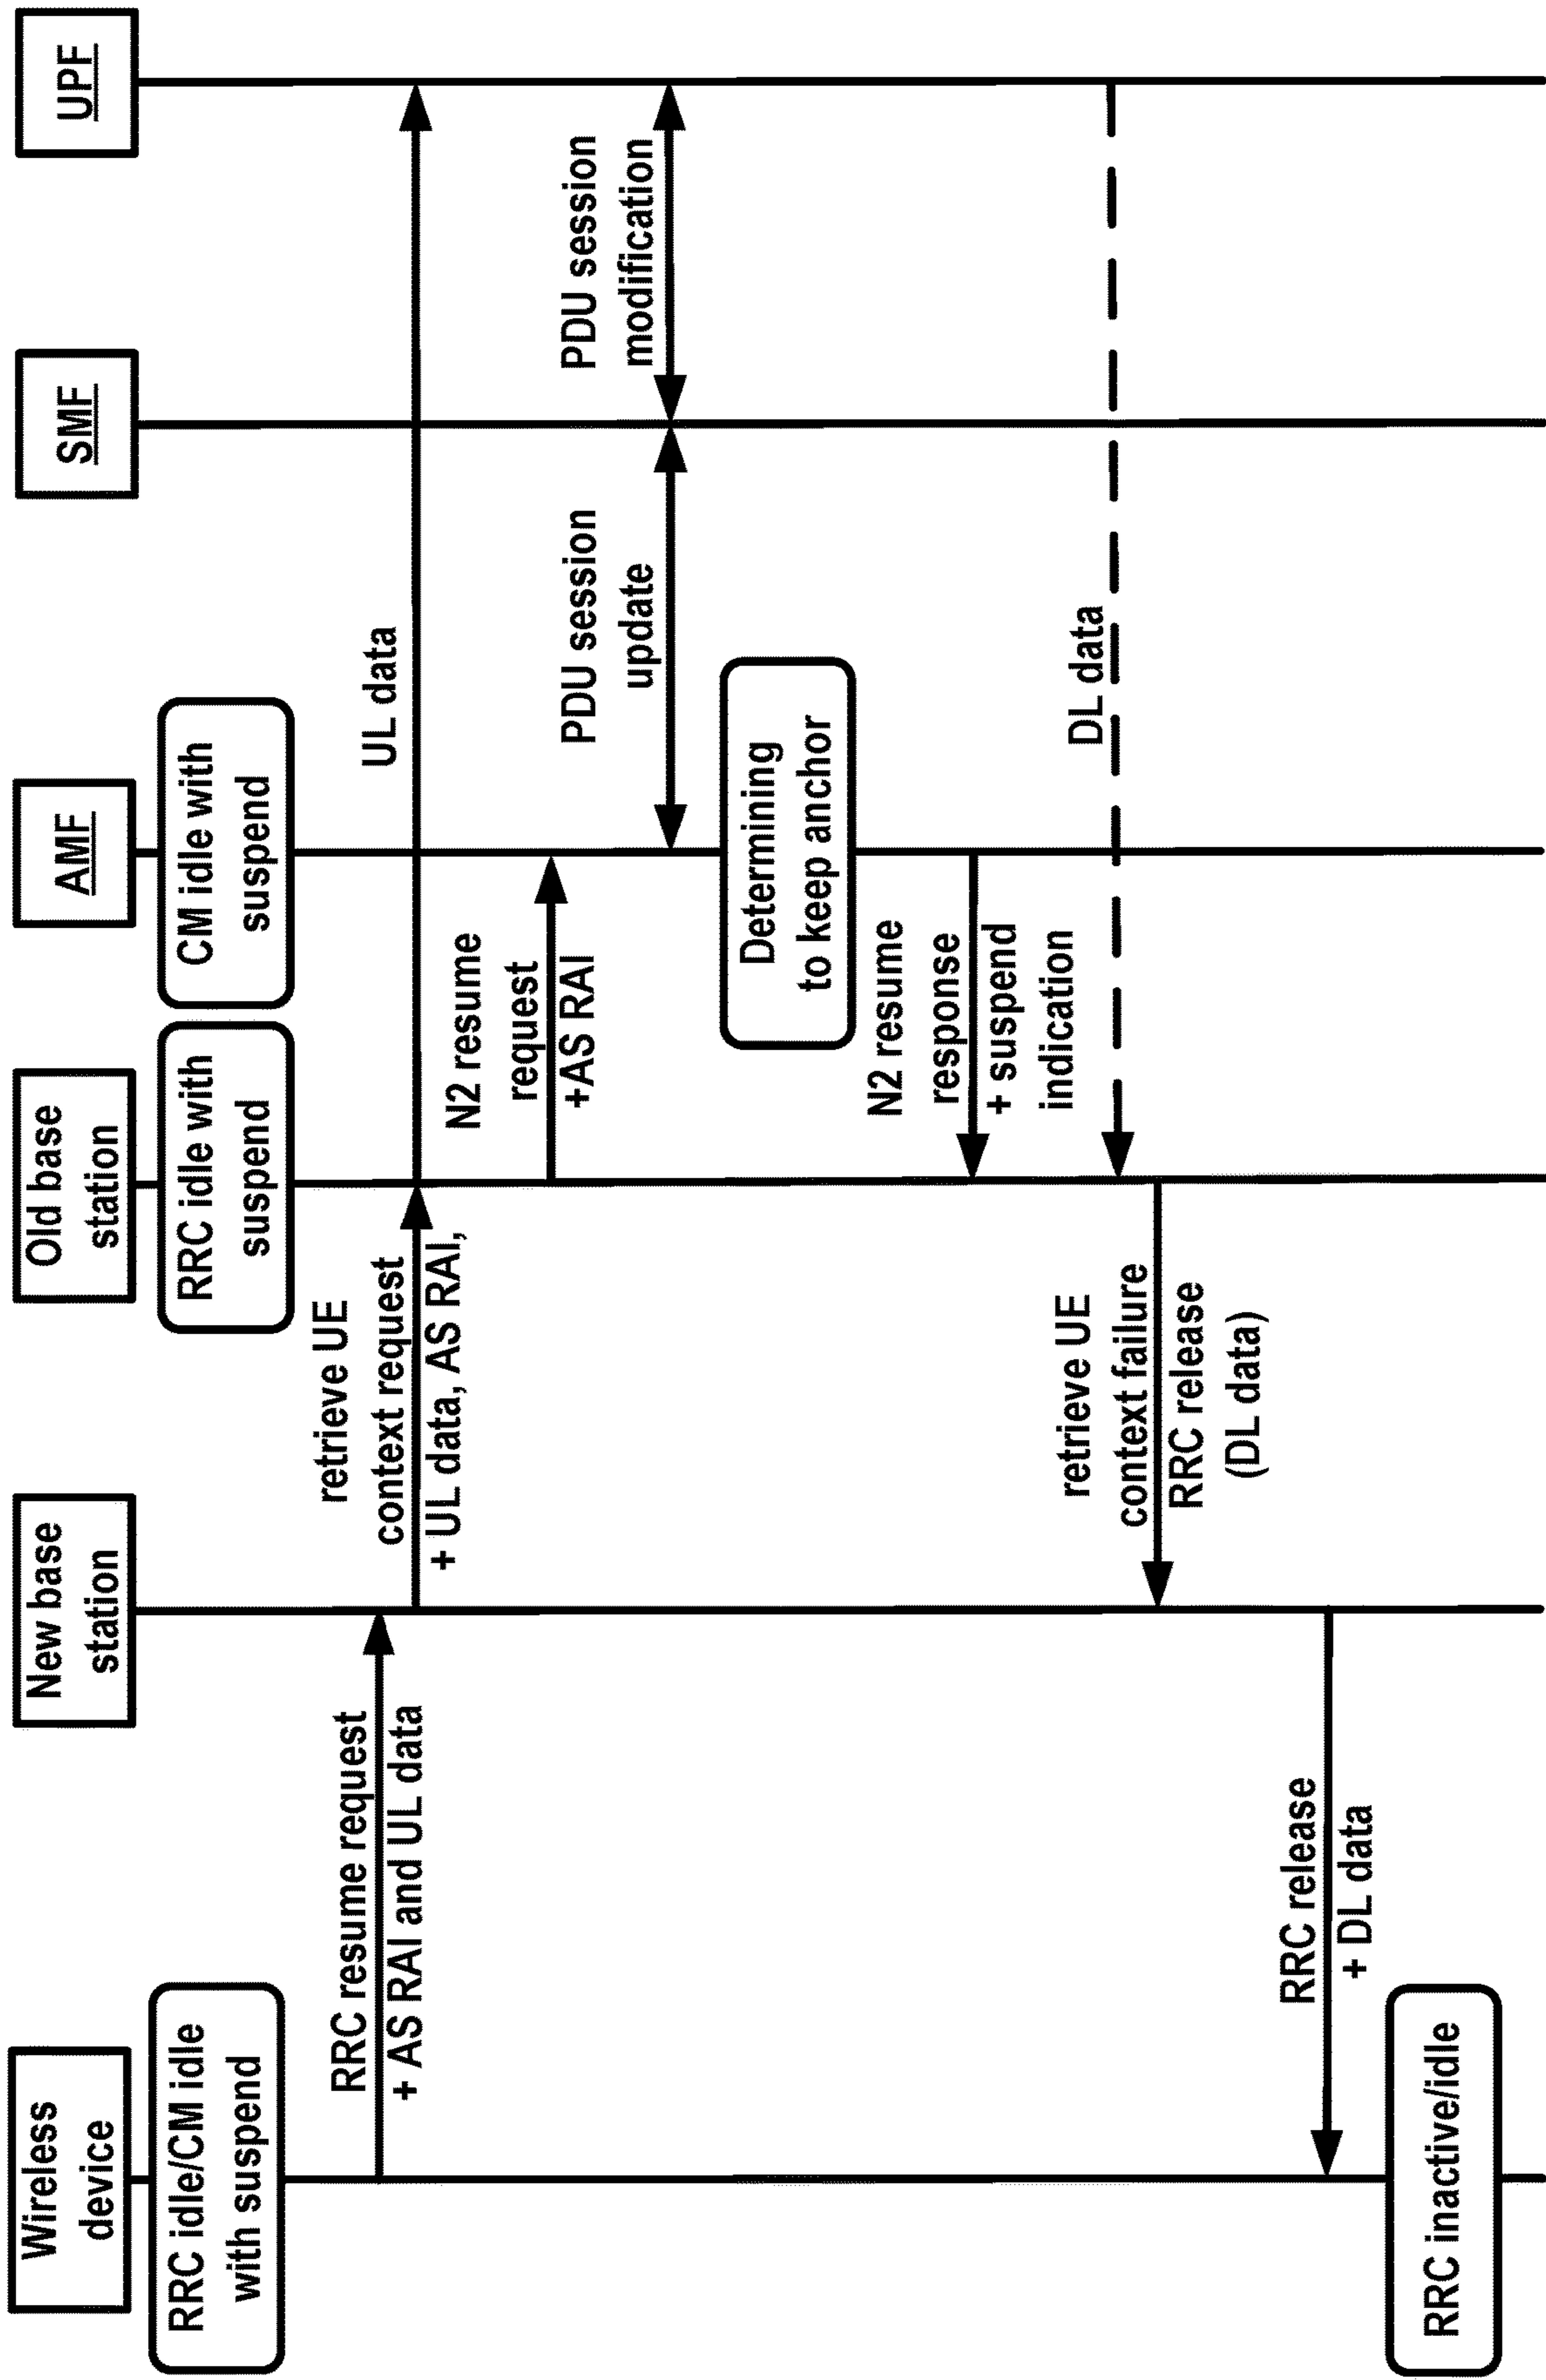 Wireless
device
New base
station
Old base
station
AMF
SMF
UPF
RRC idle/CM idle
with suspend
RRC idle with
suspend
CM idle with
suspend
RRC resume request
+ AS RAI and UL data
retrieve UE
context request
+ UL data, AS RAI,
UL data
N2 resume
request
+AS RAI
PDU session
update
PDU session
modification
Determining
to keep anchor
N2 resume
response
+ suspend
indication
DL data
retrieve UE
context failure
RRC release
(DL data)
RRC release
+ DL data
RRC inactive/idle